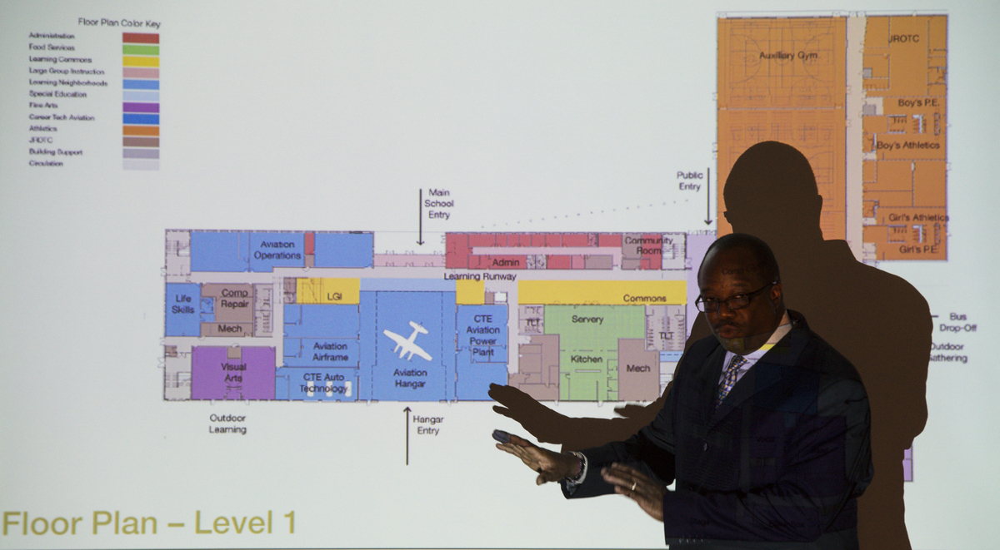 Floor Plan Color Key
Administration
Food Services
Learning Commons
Large Group Instruction
Learning Neighborhoods
Special Education
Fine Arts
Career Tech Aviation
Athletics
JROTC
Building Support
Circulation
Auxiliary Gym
JROTC
Boy's P.E.
Boy's Athletics
Girl's Athletics
Girl's P.E.
Public
Entry
Main
School
Entry
Aviation
Operations
Community
Room
Admin
Learning Runway
Life
Skills
Comp
Repair
Mech
LGI
Commons
Visual
Arts
Aviation
Airframe
CTE Auto
Technology
Aviation
Hangar
CTE
Aviation
Power
Plant
TLT
Servery
Kitchen
Mech
TLT
Bus
Drop-Off
Outdoor
Gathering
Outdoor
Learning
Hangar
Entry
Floor Plan – Level 1